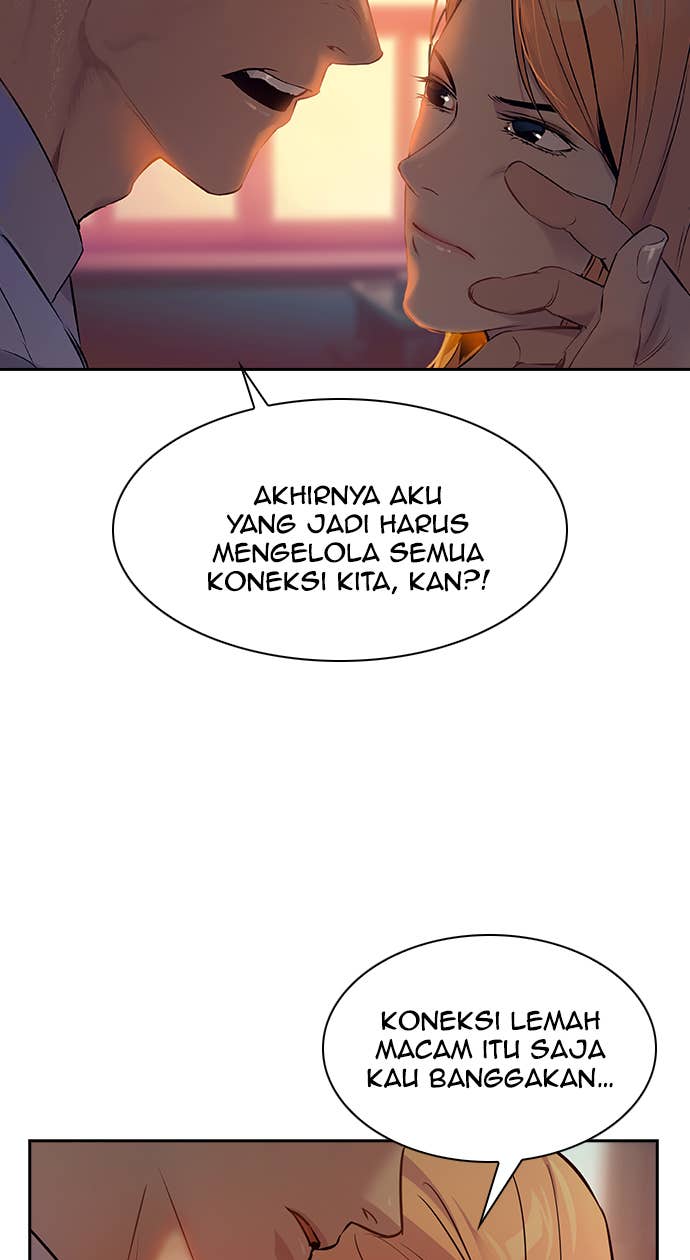 AKHIRNYA AKU
YANG JADI HARUS
MENGELOLA SEMUA
KONEKSI KITA, KAN?!
KONEKSI LEMAH
MACAM ITU SAJA
KAU BANGGAKAN...